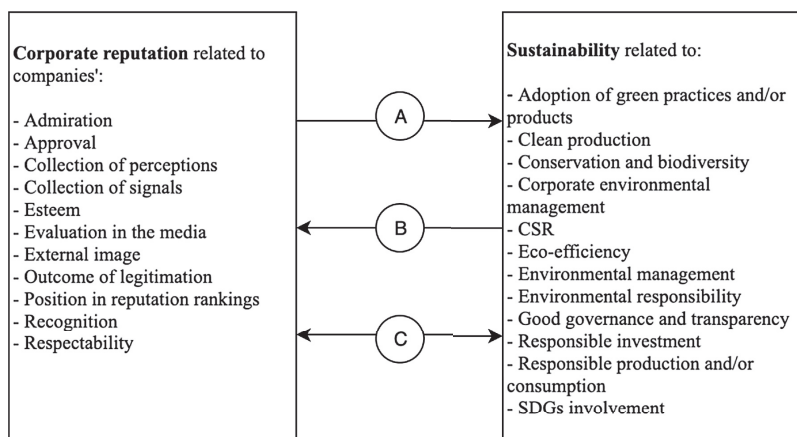 Corporate reputation related to
companies':
- Admiration
- Approval
- Collection of perceptions
- Collection of signals
- Esteem
- Evaluation in the media
- External image
- Outcome of legitimation
- Position in reputation rankings
- Recognition
- Respectability
A
B
C
Sustainability related to:
- Adoption of green practices and/or
products
- Clean production
- Conservation and biodiversity
- Corporate environmental
management
- CSR
- Eco-efficiency
- Environmental management
- Environmental responsibility
- Good governance and transparency
- Responsible investment
- Responsible production and/or
consumption
- SDGs involvement